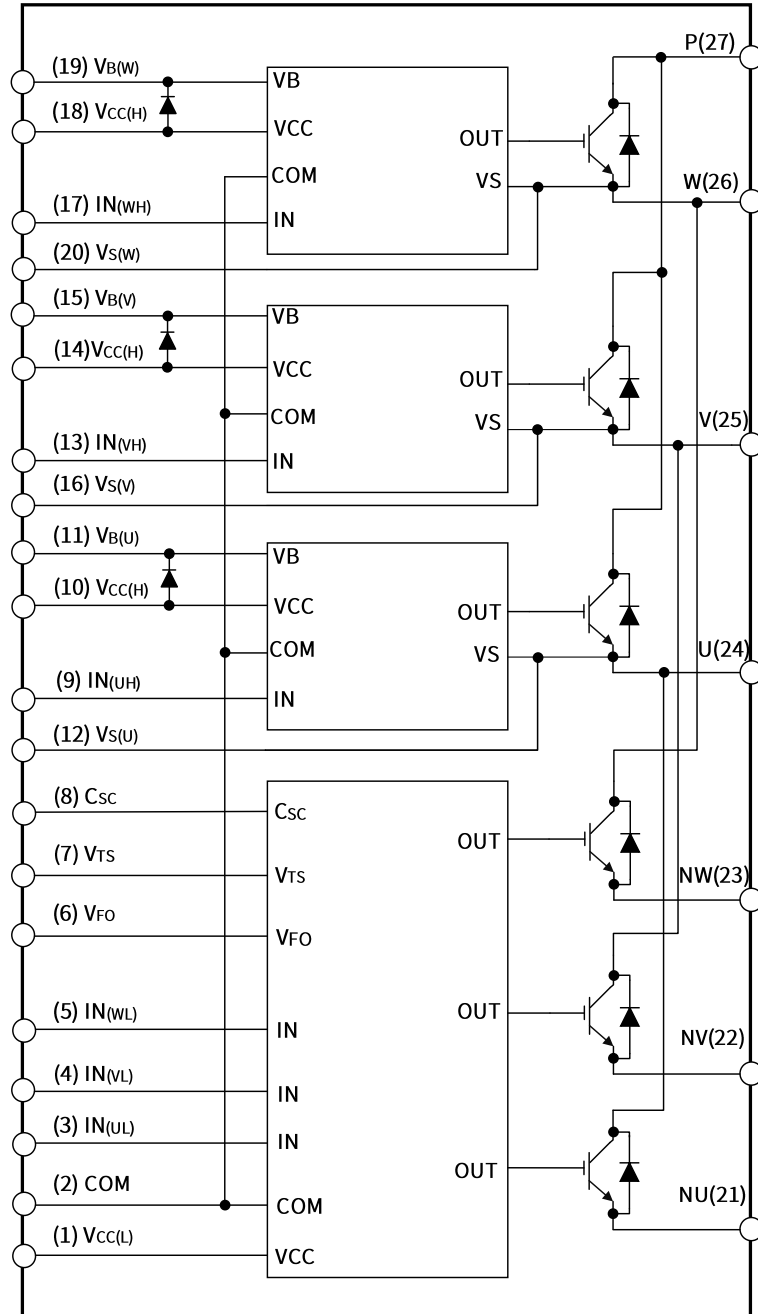 (19) VB(W)
VB
P(27)
(18) VCC(H)
VCC
OUT
COM
VS
W(26)
(17) IN(WH)
IN
(20) VS(W)
(15) VB(V)
VB
(14)VCC(H)
VCC
OUT
COM
VS
V(25)
(13) IN(VH)
IN
(16) VS(V)
(11) VB(U)
VB
(10) VCC(H)
VCC
OUT
COM
VS
U(24)
(9) IN(UH)
IN
(12) VS(U)
(8) CSC
CSC
OUT
(7) VTS
VTS
NW(23)
(6) VFO
VFO
(5) IN(WL)
IN
OUT
NV(22)
(4) IN(VL)
IN
(3) IN(UL)
IN
OUT
(2) COM
COM
NU(21)
(1) VCC(L)
VCC